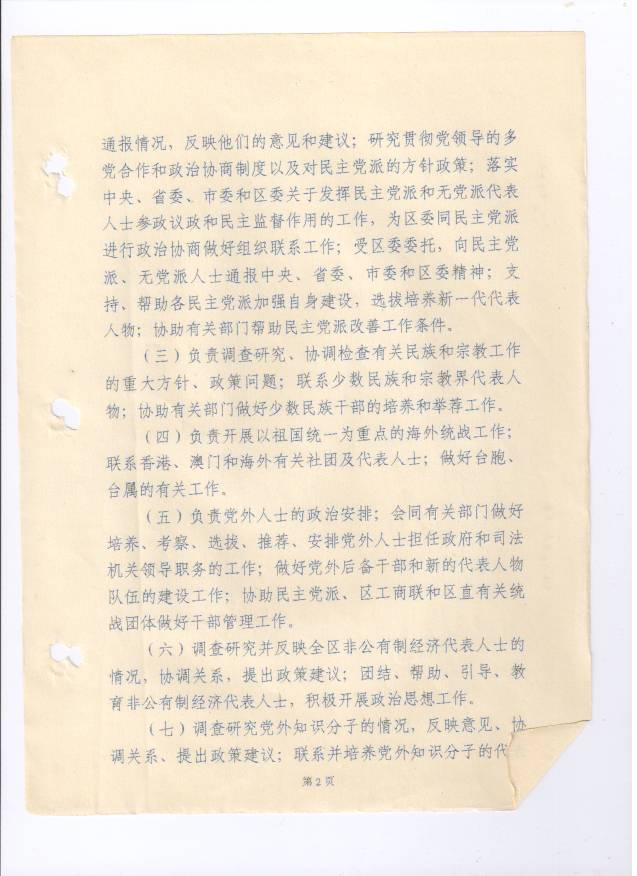 通报情况，反映他们的意见和建议；研究贯彻党领导的多
党合作和政治协商制度以及对民主党派的方针政策；落实
中央、省委、市委和区委关于发挥民主党派和无党派代表
人士参政议政和民主监督作用的工作，为区委同民主党派
进行政治协商做好组织联系工作；受区委委托，向民主党
派、无党派人士通报中央、省委、市委和区委精神；支
持、帮助各民主党派加强自身建设，选拔培养新一代代表
人物；协助有关部门帮助民主党派改善工作条件。
（三）负责调查研究、协调检查有关民族和宗教工作
的重大方针、政策问题；联系少数民族和宗教界代表人
物；协助有关部门做好少数民族干部的培养和举荐工作。
（四）负责开展以祖国统一为重点的海外统战工作；
联系香港、澳门和海外有关社团及代表人士；做好台胞、
台属的有关工作。
（五）负责党外人士的政治安排；会同有关部门做好
培养、考察、选拔、推荐、安排党外人士担任政府和司法
机关领导职务的工作；做好党外后备干部和新的代表人物
队伍的建设工作；协助民主党派、区工商联和区直有关统
战团体做好干部管理工作。
（六）调查研究并反映全区非公有制经济代表人士的
情况，协调关系，提出政策建议；团结、帮助、引导、教
育非公有制经济代表人士，积极开展政治思想工作。
（七）调查研究党外知识分子的情况，反映意见、协
调关系、提出政策建议；联系并培养党外知识分子的代表
第2页